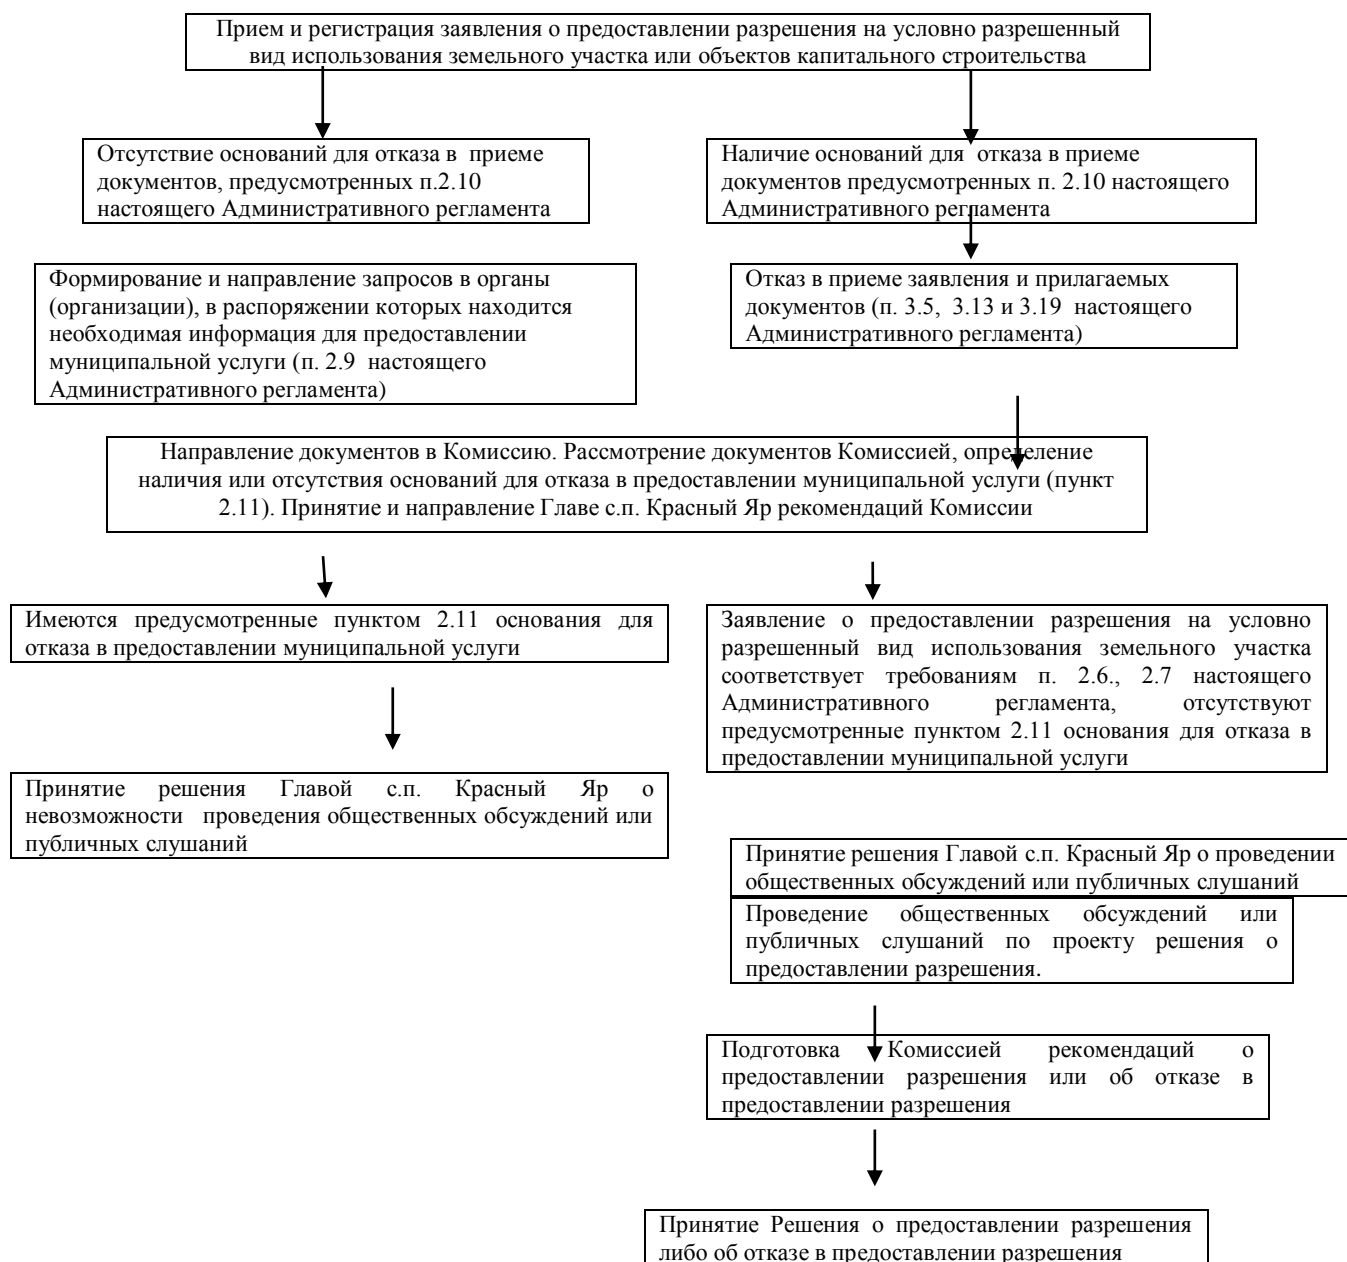 Прием и регистрация заявления о предоставлении разрешения на условно разрешенный
вид использования земельного участка или объектов капитального строительства
Отсутствие оснований для отказа в приеме
документов, предусмотренных п.2.10
настоящего Административного регламента
Наличие оснований для отказа в приеме
документов предусмотренных п. 2.10 настоящего
Административного регламента
Формирование и направление запросов в органы
(организации), в распоряжении которых находится
необходимая информация для предоставлении
муниципальной услуги (п. 2.9 настоящего
Административного регламента)
Отказ в приеме заявления и прилагаемых
документов (п. 3.5, 3.13 и 3.19 настоящего
Административного регламента)
Направление документов в Комиссию. Рассмотрение документов Комиссией, определение
наличия или отсутствия оснований для отказа в предоставлении муниципальной услуги (пункт
2.11). Принятие и направление Главе с.п. Красный Яр рекомендаций Комиссии
Имеются предусмотренные пунктом 2.11 основания для
отказа в предоставлении муниципальной услуги
Заявление о предоставлении разрешения на условно
разрешенный вид использования земельного участка
соответствует требованиям п. 2.6., 2.7 настоящего
Административного регламента, отсутствуют
предусмотренные пунктом 2.11 основания для отказа в
предоставлении муниципальной услуги
Принятие решения Главой с.п. Красный Яр о
невозможности проведения общественных обсуждений или
публичных слушаний
Принятие решения Главой с.п. Красный Яр о проведении
общественных обсуждений или публичных слушаний
Проведение общественных обсуждений или
публичных слушаний по проекту решения о
предоставлении разрешения.
Подготовка Комиссией рекомендаций о
предоставлении разрешения или об отказе в
предоставлении разрешения
Принятие Решения о предоставлении разрешения
либо об отказе в предоставлении разрешения